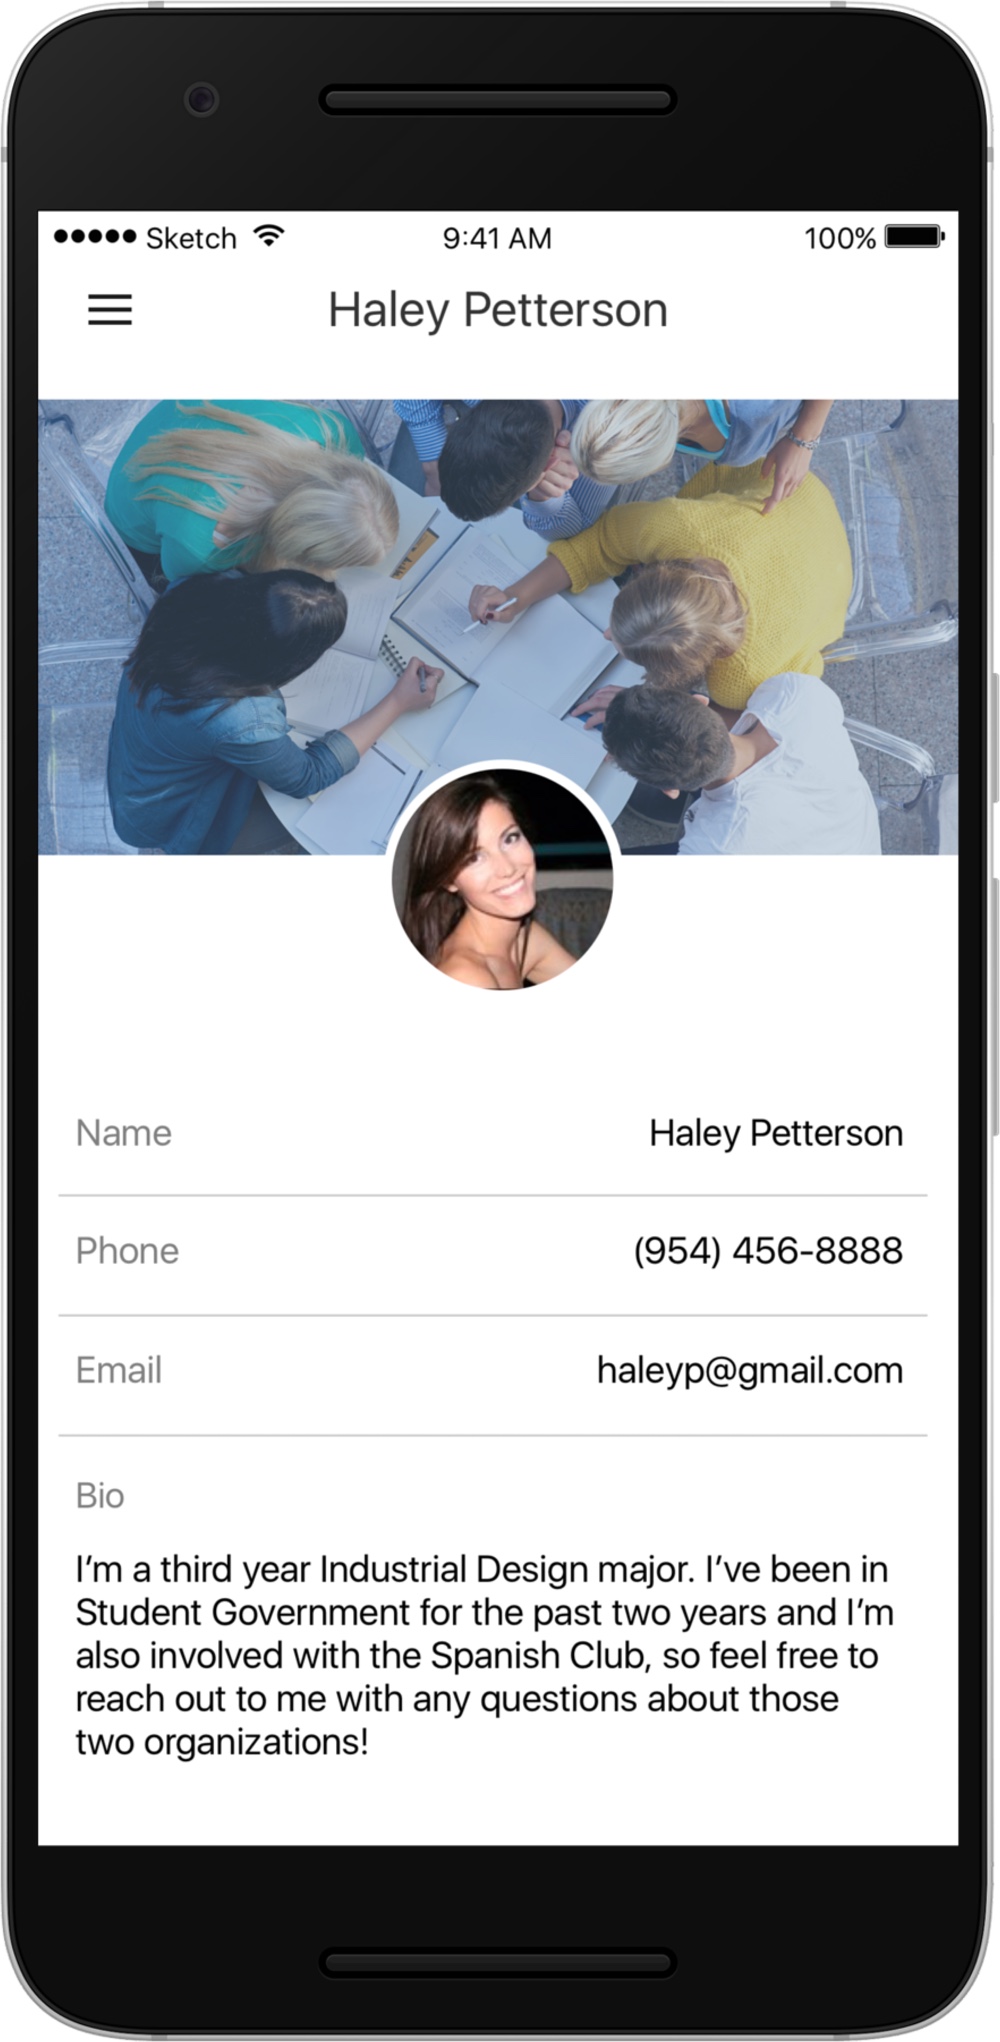 Sketch
9:41 AM
100%
Haley Petterson
Name
Haley Petterson
Phone
(954) 456-8888
Email
haleyp@gmail.com
Bio
I’m a third year Industrial Design major. I’ve been in
Student Government for the past two years and I’m
also involved with the Spanish Club, so feel free to
reach out to me with any questions about those
two organizations!